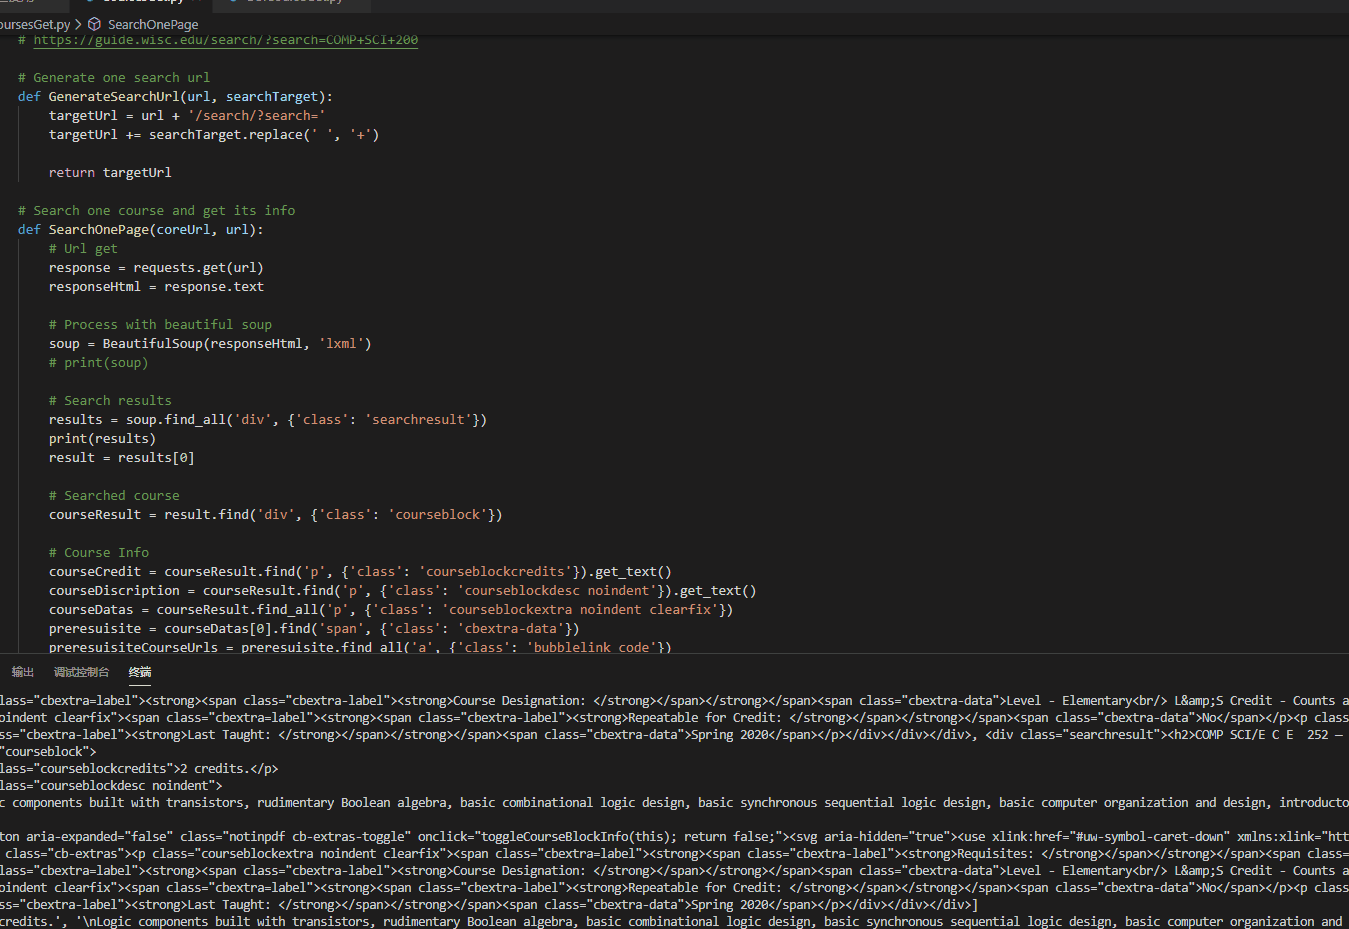 oursesGet.py > SearchOnePage
# https://guide.wisc.edu/search/?search=COMP+SCI+200
# Generate one search url
def GenerateSearchUrl(url, searchTarget):
targetUrl = url + '/search/?search='
targetUrl += searchTarget.replace(' ', '+')
return targetUrl
# Search one course and get its info
def SearchOnePage(coreUrl, url):
# Url get
response = requests.get(url)
responseHtml = response.text
# Process with beautiful soup
soup = BeautifulSoup(responseHtml, 'lxml')
# print(soup)
# Search results
results = soup.find_all('div', {'class': 'searchresult'})
print(results)
result = results[0]
# Searched course
courseResult = result.find('div', {'class': 'courseblock'})
# Course Info
courseCredit = courseResult.find('p', {'class': 'courseblockcredits'}).get_text()
courseDiscription = courseResult.find('p', {'class': 'courseblockdesc noindent'}).get_text()
courseDatas = courseResult.find_all('p', {'class': 'courseblockextra noindent clearfix'})
preresuisite = courseDatas[0].find('span', {'class': 'cbextra-data'})
preresuisiteCourseUrls = preresuisite.find_all('a', {'class': 'bubblelink code'})
输出 调试控制台 终端
lass="cbextra-label"><strong><span class="cbextra-label"><strong>Course Designation: </strong></span></strong></span><span class="cbextra-data">Level - Elementary<br/> L&amp;S Credit - Counts a
oindent clearfix"><span class="cbextra-label"><strong><span class="cbextra-label"><strong>Repeatable for Credit: </strong></span></strong></span><span class="cbextra-data">No</span></p><p class
ss="cbextra-label"><strong>Last Taught: </strong></span></strong></span><span class="cbextra-data">Spring 2020</span></p></div></div></div>, <div class="searchresult"><h2>COMP SCI/E C E  252 —
"courseblock">
lass="courseblockcredits">2 credits.</p>
lass="courseblockdesc noindent">
c components built with transistors, rudimentary Boolean algebra, basic combinational logic design, basic synchronous sequential logic design, basic computer organization and design, introducto
ton aria-expanded="false" class="notinpdf cb-extras-toggle" onclick="toggleCourseBlockInfo(this); return false;"><svg aria-hidden="true"><use xlink:href="#uw-symbol-caret-down" xmlns:xlink="htt
class="cb-extras"><p class="courseblockextra noindent clearfix"><span class="cbextra-label"><strong><span class="cbextra-label"><strong>Requisites: </strong></span></strong></span><span class=
lass="cbextra-label"><strong><span class="cbextra-label"><strong>Course Designation: </strong></span></strong></span><span class="cbextra-data">Level - Elementary<br/> L&amp;S Credit - Counts a
oindent clearfix"><span class="cbextra-label"><strong><span class="cbextra-label"><strong>Repeatable for Credit: </strong></span></strong></span><span class="cbextra-data">No</span></p><p class
ss="cbextra-label"><strong>Last Taught: </strong></span></strong></span><span class="cbextra-data">Spring 2020</span></p></div></div></div>]
credits.', '\nLogic components built with transistors, rudimentary Boolean algebra, basic combinational logic design, basic synchronous sequential logic design, basic computer organization and